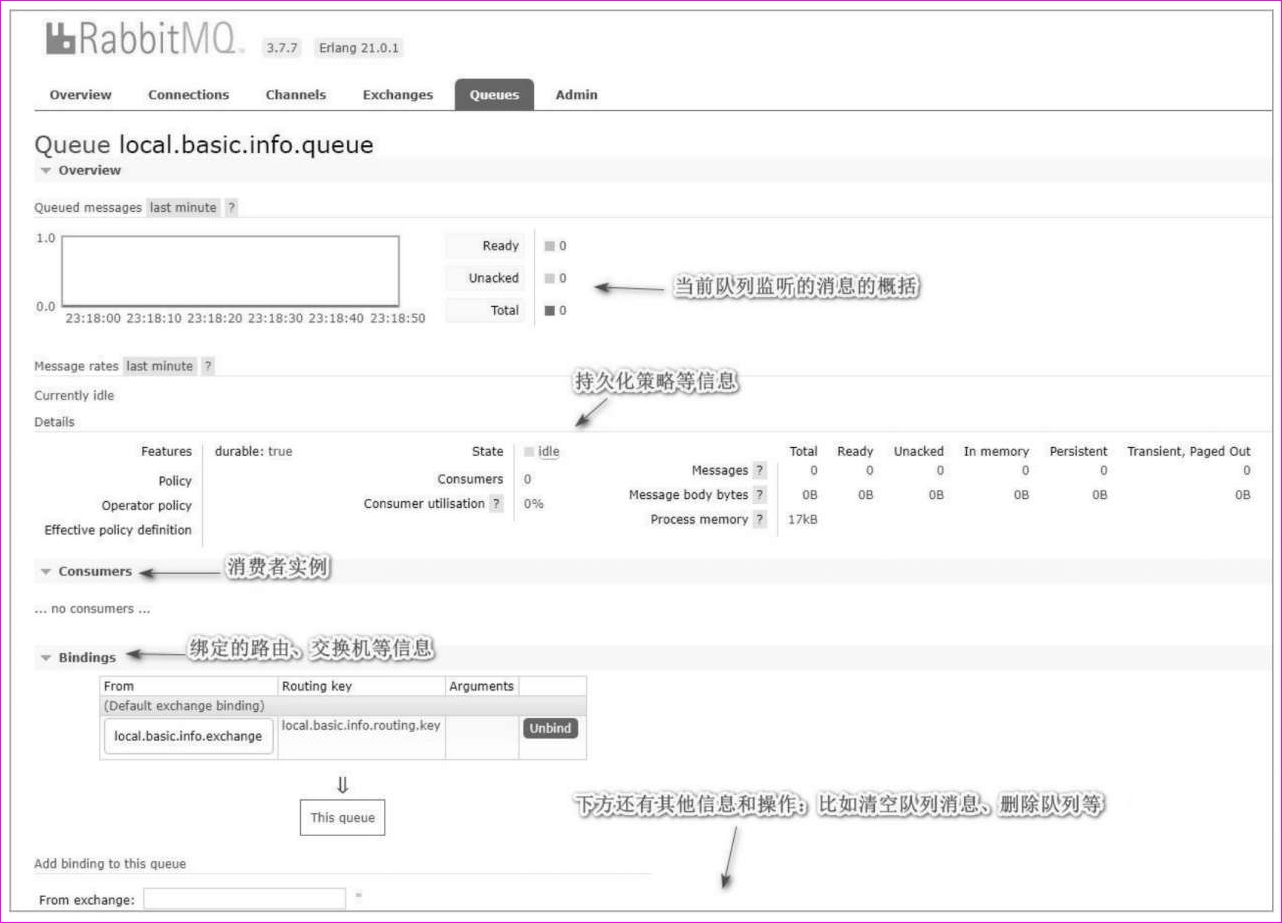 RabbitMQ. 3.7.7 Erlang 21.0.1
Overview Connections Channels Exchanges Queues Admin
Queue local.basic.info.queue
Overview
Queued messages last minute ?
1.0
0.0
23:18:00 23:18:10 23:18:20 23:18:30 23:18:40 23:18:50
Ready 0
Unacked 0
Total 0
当前队列监听的消息的概括
Message rates last minute ?
Currently idle
持久化策略等信息
Details
Features durable: true
Policy
Operator policy
Effective policy definition
State idle
Consumers 0
Consumer utilisation ? 0%
Total Ready Unacked In memory Persistent Transient, Paged Out
Messages ? 0 0 0 0 0 0
Message body bytes ? 0B 0B 0B 0B 0B 0B
Process memory ? 17kB
Consumers 消费者实例
... no consumers ...
Bindings 绑定的路由、交换机等信息
From Routing key Arguments
(Default exchange binding)
local.basic.info.exchange local.basic.info.routing.key Unbind
⇓
This queue
下方还有其他信息和操作；比如清空队列消息、删除队列等
Add binding to this queue
From exchange: *